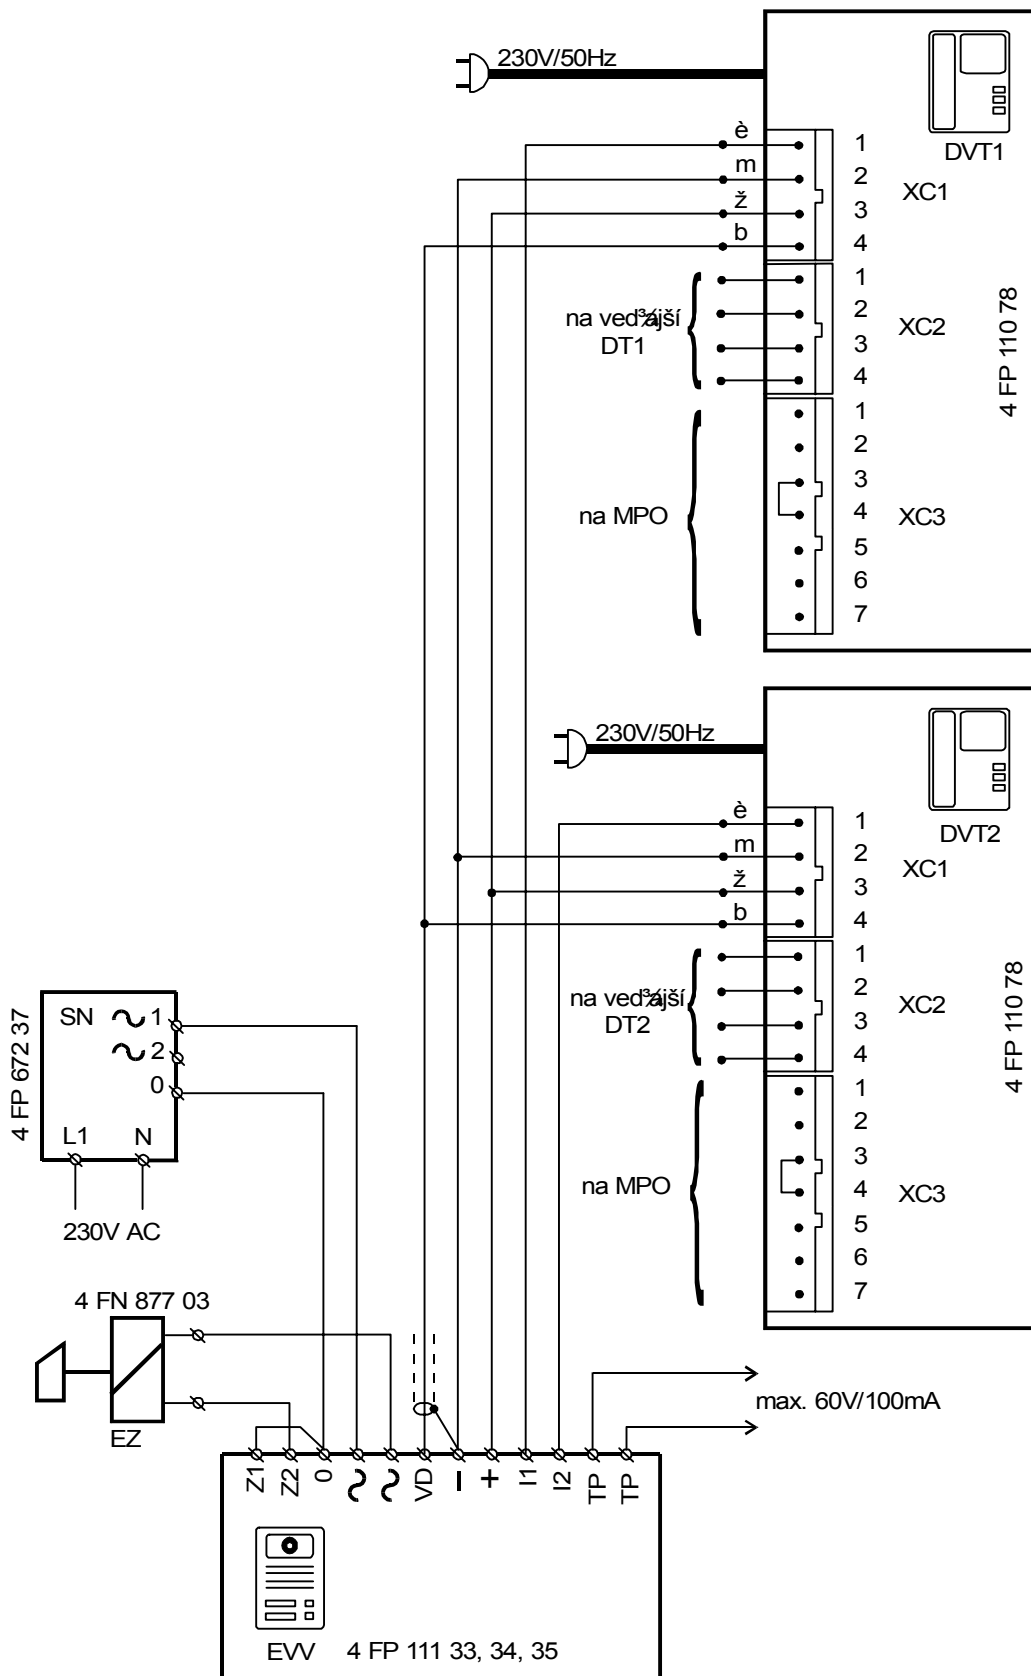 230V/50Hz
DVT1
è
1
m
2
XC1
ž
3
b
4
1
na ved¾ajší
DT1
2
XC2
3
4
4 FP 110 78
1
2
3
na MPO
4
XC3
5
6
7
230V/50Hz
DVT2
è
1
m
2
XC1
ž
3
b
4
1
na ved¾ajší
DT2
2
XC2
3
4
4 FP 110 78
1
2
3
na MPO
4
XC3
5
6
7
4 FP 672 37
SN 1
2
0
L1 N
230V AC
4 FN 877 03
EZ
max. 60V/100mA
Z1 Z2 0 ~ ~ VD – + I1 I2 TP TP
EVV 4 FP 111 33, 34, 35